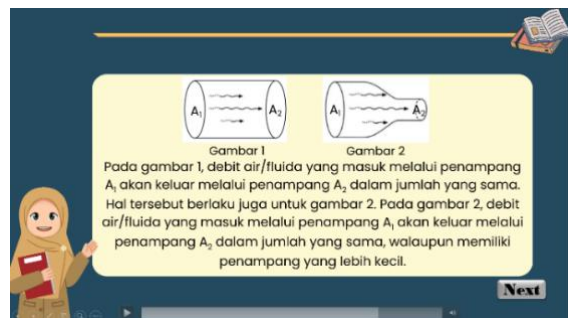 A₁ A₂ A₁ A₂
Gambar 1 Gambar 2
Pada gambar 1, debit air/fluida yang masuk melalui penampang
A₁ akan keluar melalui penampang A₂ dalam jumlah yang sama.
Hal tersebut berlaku juga untuk gambar 2. Pada gambar 2, debit
air/fluida yang masuk melalui penampang A₁ akan keluar melalui
penampang A₂ dalam jumlah yang sama, walaupun memiliki
penampang yang lebih kecil.
Next